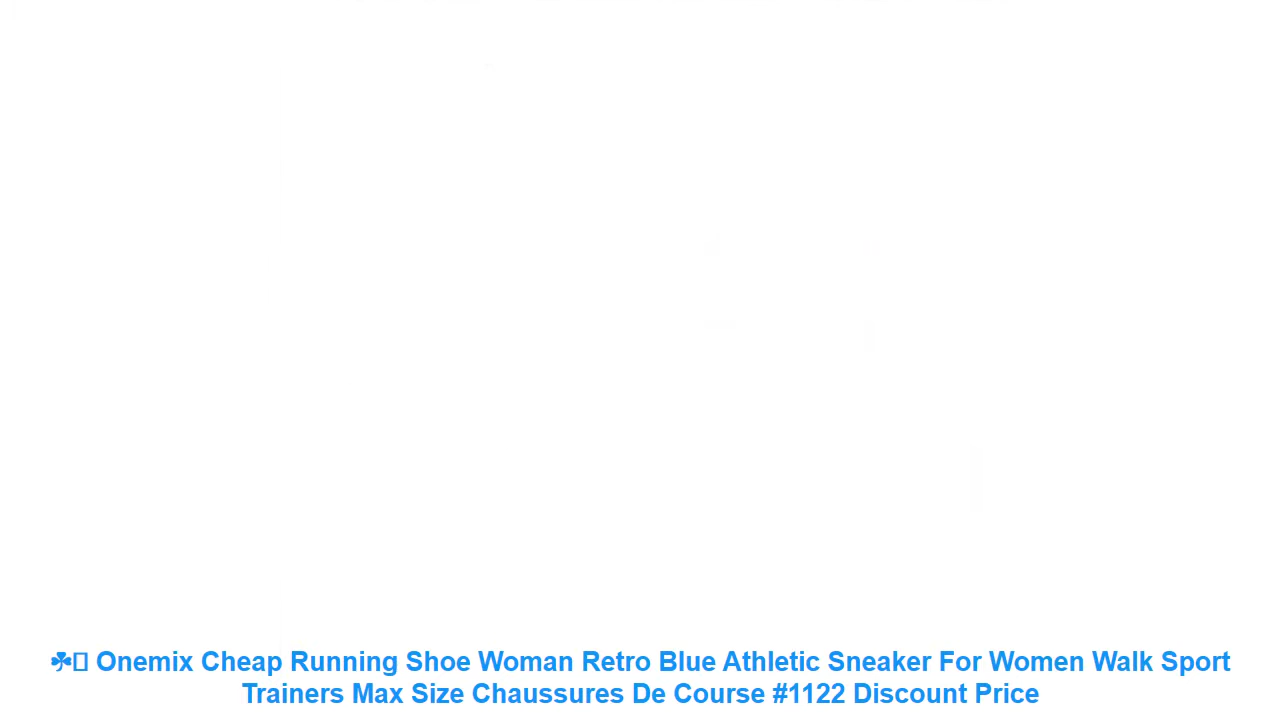 ☘️ Onemix Cheap Running Shoe Woman Retro Blue Athletic Sneaker For Women Walk Sport
Trainers Max Size Chaussures De Course #1122 Discount Price